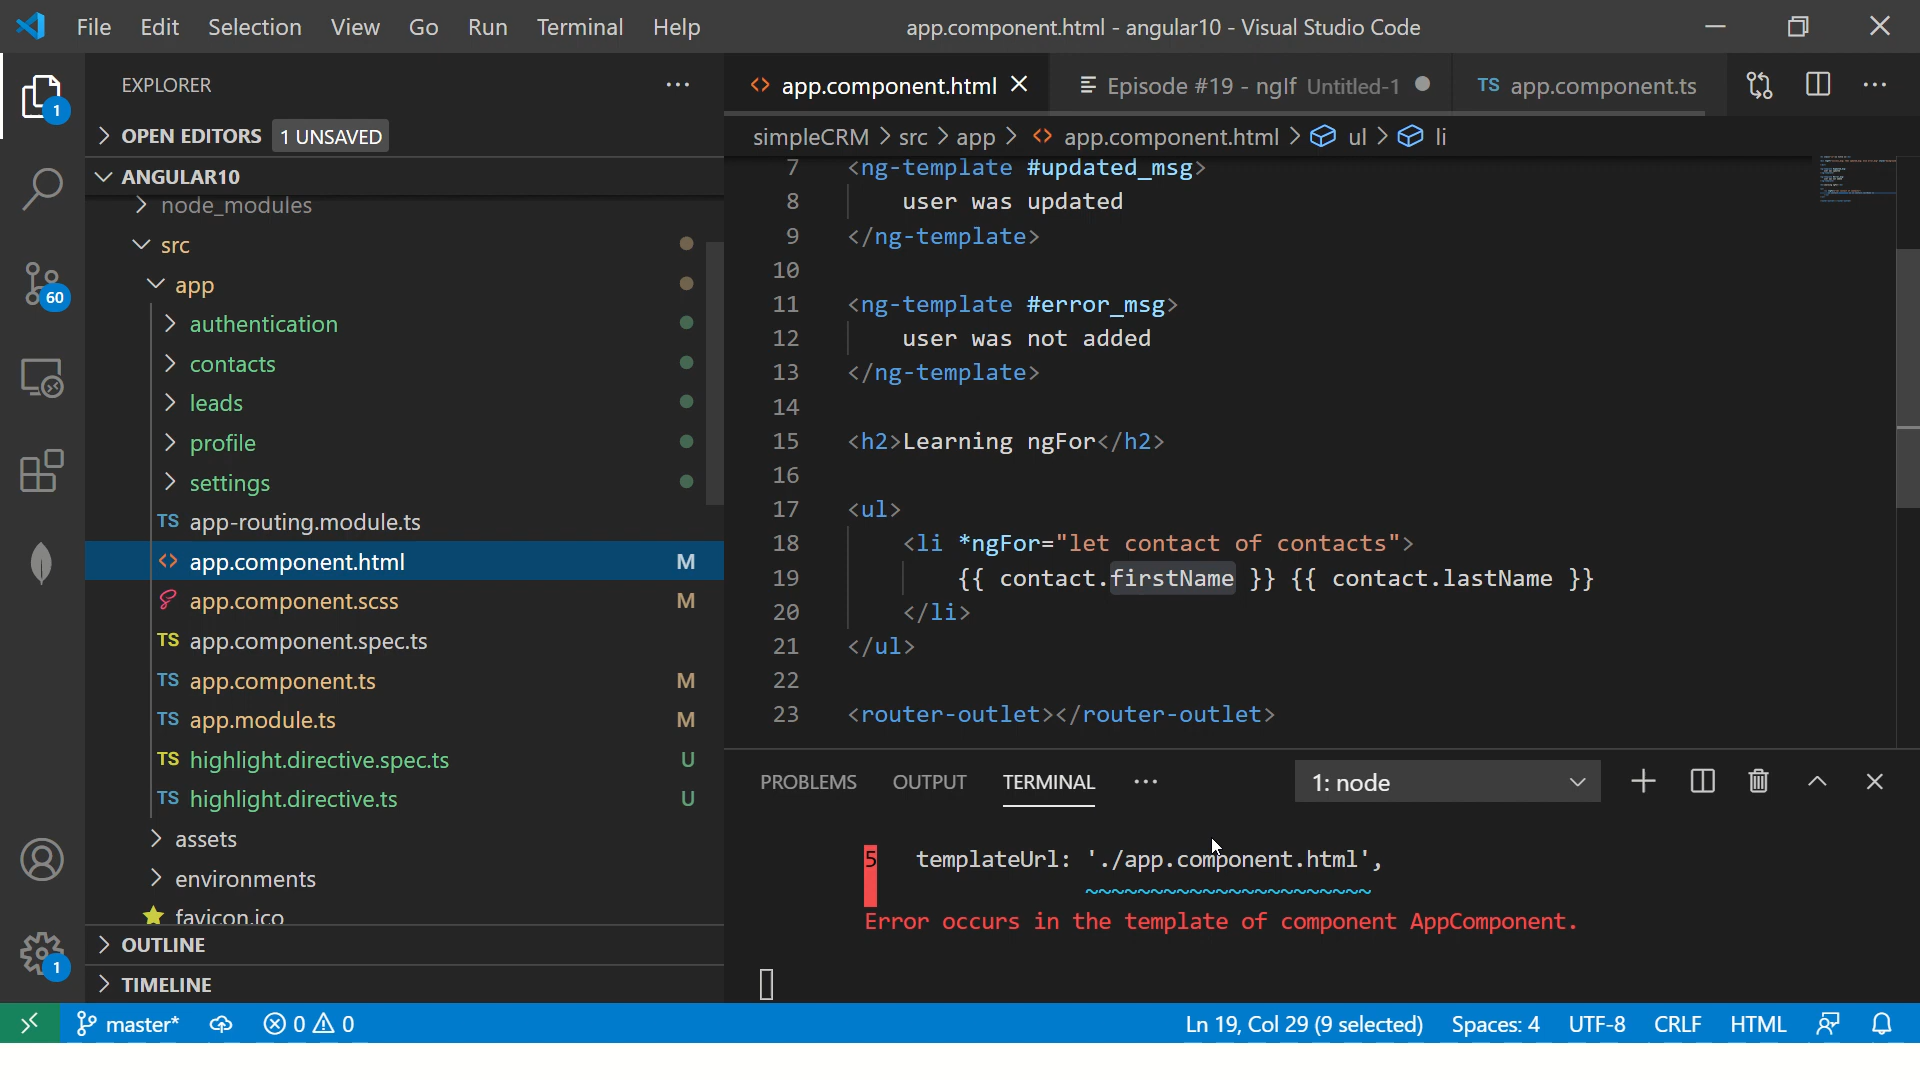 File Edit Selection View Go Run Terminal Help
app.component.html - angular10 - Visual Studio Code
EXPLORER
OPEN EDITORS 1 UNSAVED
ANGULAR10
node_modules
src
app
authentication
contacts
leads
profile
settings
TS app-routing.module.ts
<> app.component.html M
app.component.scss M
TS app.component.spec.ts
TS app.component.ts M
TS app.module.ts M
TS highlight.directive.spec.ts U
TS highlight.directive.ts U
assets
environments
favicon.ico
OUTLINE
TIMELINE
1
60
1
<> app.component.html Episode #19 - ngIf Untitled-1 TS app.component.ts
simpleCRM > src > app > <> app.component.html > ul > li
7 <ng-template #updated_msg>
8 user was updated
9 </ng-template>
10
11 <ng-template #error_msg>
12 user was not added
13 </ng-template>
14
15 <h2>Learning ngFor</h2>
16
17 <ul>
18 <li *ngFor="let contact of contacts">
19 {{ contact.firstName }} {{ contact.lastName }}
20 </li>
21 </ul>
22
23 <router-outlet></router-outlet>
PROBLEMS OUTPUT TERMINAL 1: node
5 templateUrl: './app.component.html',
~~~~~~~~~~~~~~~~~~~~~~
Error occurs in the template of component AppComponent.
master* 0 0 Ln 19, Col 29 (9 selected) Spaces: 4 UTF-8 CRLF HTML